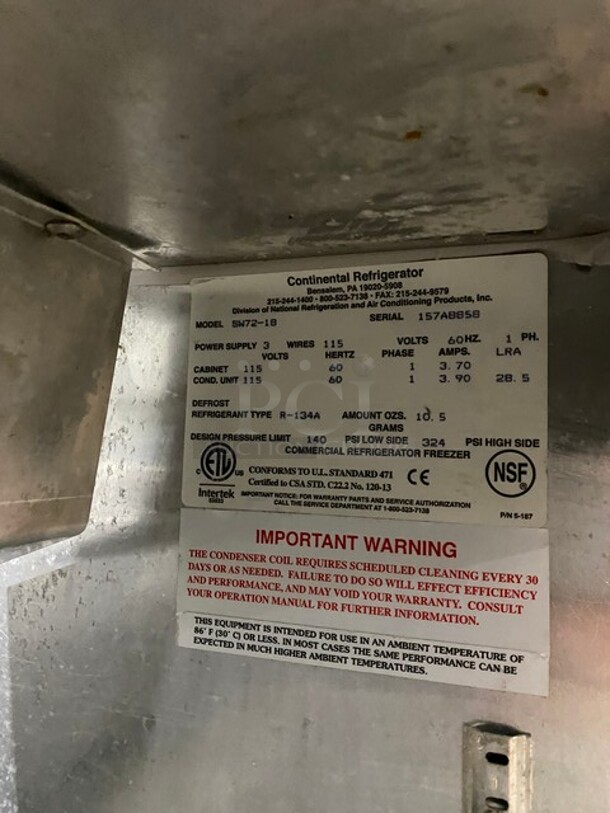 Continental Refrigerator
Bensalem, PA 19020-5908
215-244-1400 • 800-523-7138 • FAX: 215-244-9579
Division of National Refrigeration and Air Conditioning Products, Inc.
MODEL SW72-18 SERIAL 157A8858
POWER SUPPLY 3 WIRES 115 VOLTS 60 HZ. 1 PH.
VOLTS HERTZ PHASE AMPS. LRA
CABINET 115 60 1 3.70
COND. UNIT 115 60 1 3.90 28.5
DEFROST
REFRIGERANT TYPE R-134A AMOUNT OZS. 10.5
GRAMS
DESIGN PRESSURE LIMIT 140 PSI LOW SIDE 324 PSI HIGH SIDE
COMMERCIAL REFRIGERATOR FREEZER
C ETL US
Intertek
CONFORMS TO U.L. STANDARD 471
Certified to CSA STD. C22.2 No. 120-13
CE
NSF
IMPORTANT NOTICE: FOR WARRANTY PARTS AND SERVICE AUTHORIZATION
CALL THE SERVICE DEPARTMENT AT 1-800-523-7138
P/N 5-167
IMPORTANT WARNING
THE CONDENSER COIL REQUIRES SCHEDULED CLEANING EVERY 30
DAYS OR AS NEEDED. FAILURE TO DO SO WILL EFFECT EFFICIENCY
AND PERFORMANCE, AND MAY VOID YOUR WARRANTY. CONSULT
YOUR OPERATION MANUAL FOR FURTHER INFORMATION.
THIS EQUIPMENT IS INTENDED FOR USE IN AN AMBIENT TEMPERATURE OF
86° F (30° C) OR LESS. IN MOST CASES THE SAME PERFORMANCE CAN BE
EXPECTED IN MUCH HIGHER AMBIENT TEMPERATURES.
PCI